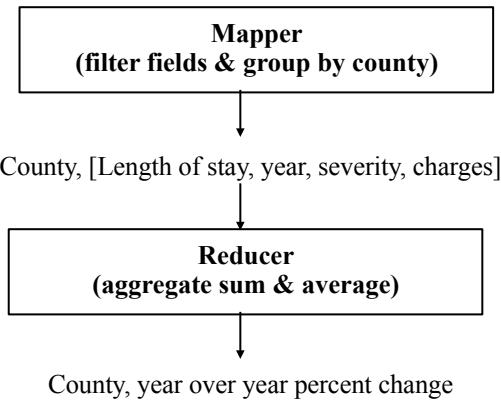 Mapper
(filter fields & group by county)
County, [Length of stay, year, severity, charges]
Reducer
(aggregate sum & average)
County, year over year percent change